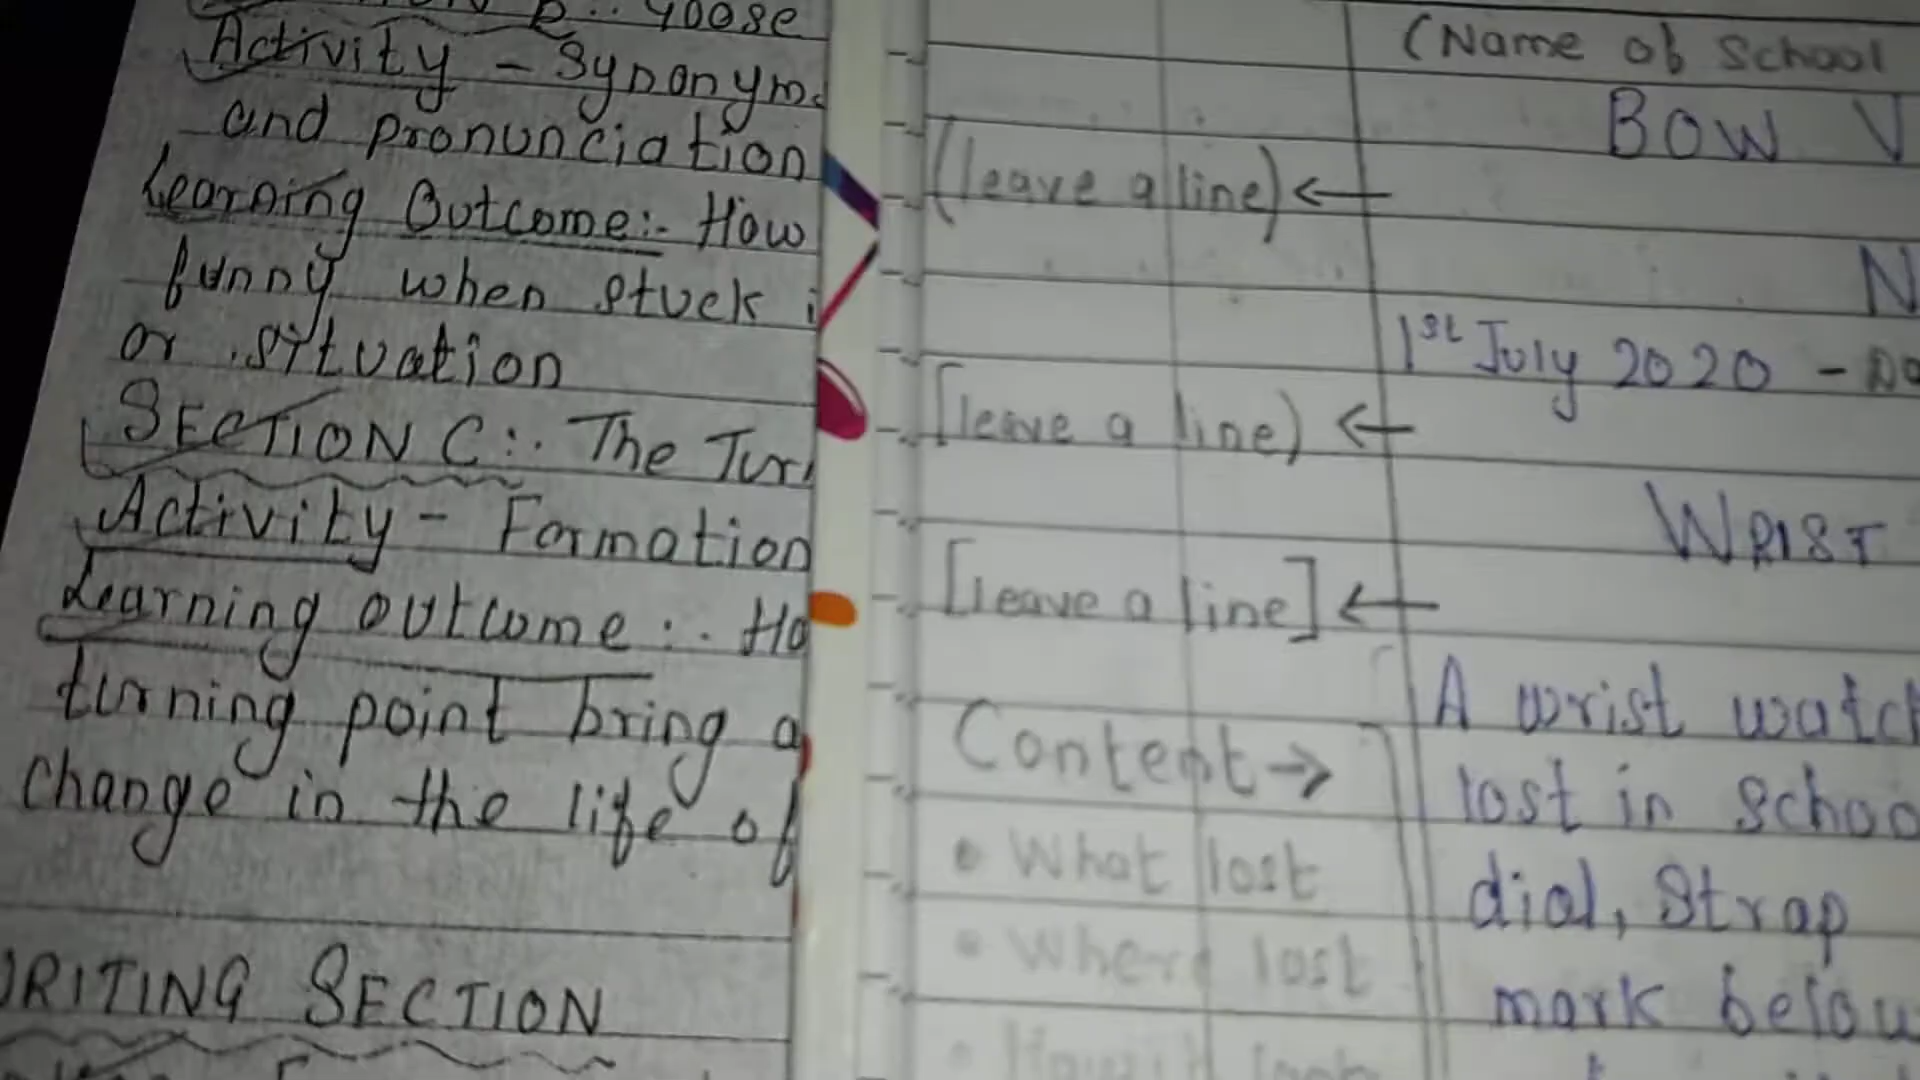 B:. Goose
Activity - Synonym
and pronunciation
Learning Outcome:- How
funny when stuck
or situation
SECTION C:. The
Activity - Formation
Learning outcome:.
turning point bring a
change in the life of
WRITING SECTION
(Name of School
BOW V
(leave a line) ←
1st July 2020 -
[leave a line) ←
WRIST
[leave a line] ←
A wrist watch
Content →
lost in School
• What lost
dial, Strap
• Where lost
mark below